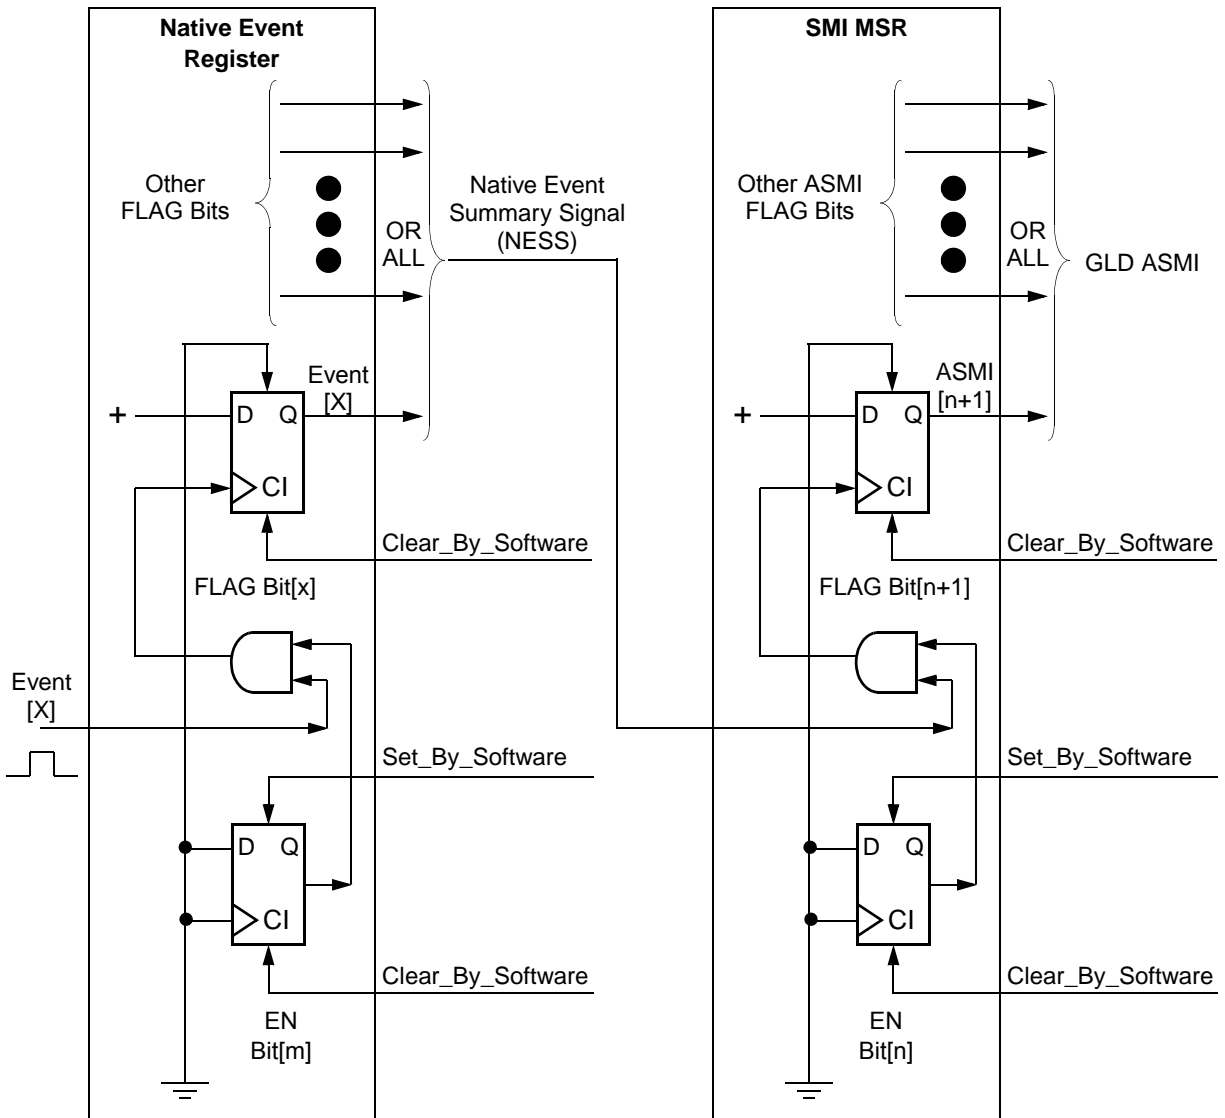 Native Event
Register
Other
FLAG Bits
OR
ALL
Native Event
Summary Signal
(NESS)
Event
[X]
+
D Q
CI
Clear_By_Software
FLAG Bit[x]
Event
[X]
Set_By_Software
D Q
CI
Clear_By_Software
EN
Bit[m]
SMI MSR
Other ASMI
FLAG Bits
OR
ALL
GLD ASMI
ASMI
[n+1]
+
D Q
CI
Clear_By_Software
FLAG Bit[n+1]
Set_By_Software
D Q
CI
Clear_By_Software
EN
Bit[n]